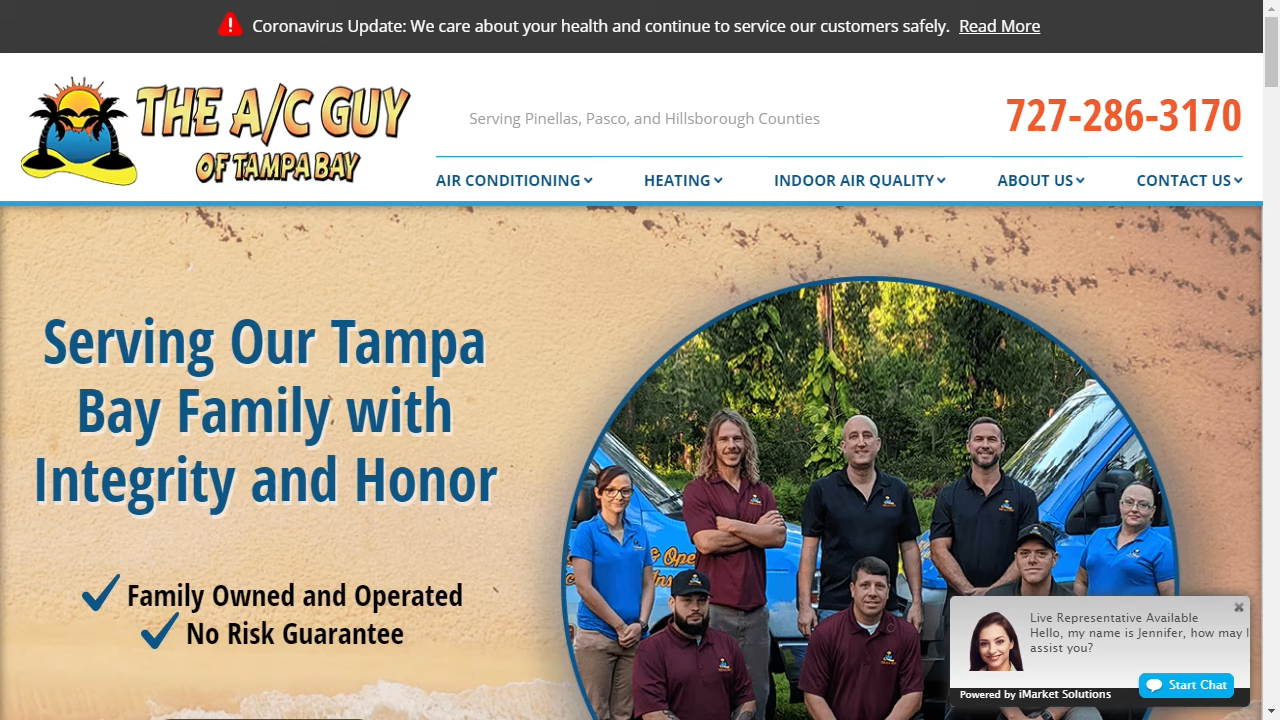 Coronavirus Update: We care about your health and continue to service our customers safely. Read More
THE A/C GUY
OF TAMPA BAY
Serving Pinellas, Pasco, and Hillsborough Counties
727-286-3170
AIR CONDITIONING HEATING INDOOR AIR QUALITY ABOUT US CONTACT US
Serving Our Tampa
Bay Family with
Integrity and Honor
Family Owned and Operated
No Risk Guarantee
Live Representative Available
Hello, my name is Jennifer, how may I
assist you?
Start Chat
Powered by iMarket Solutions